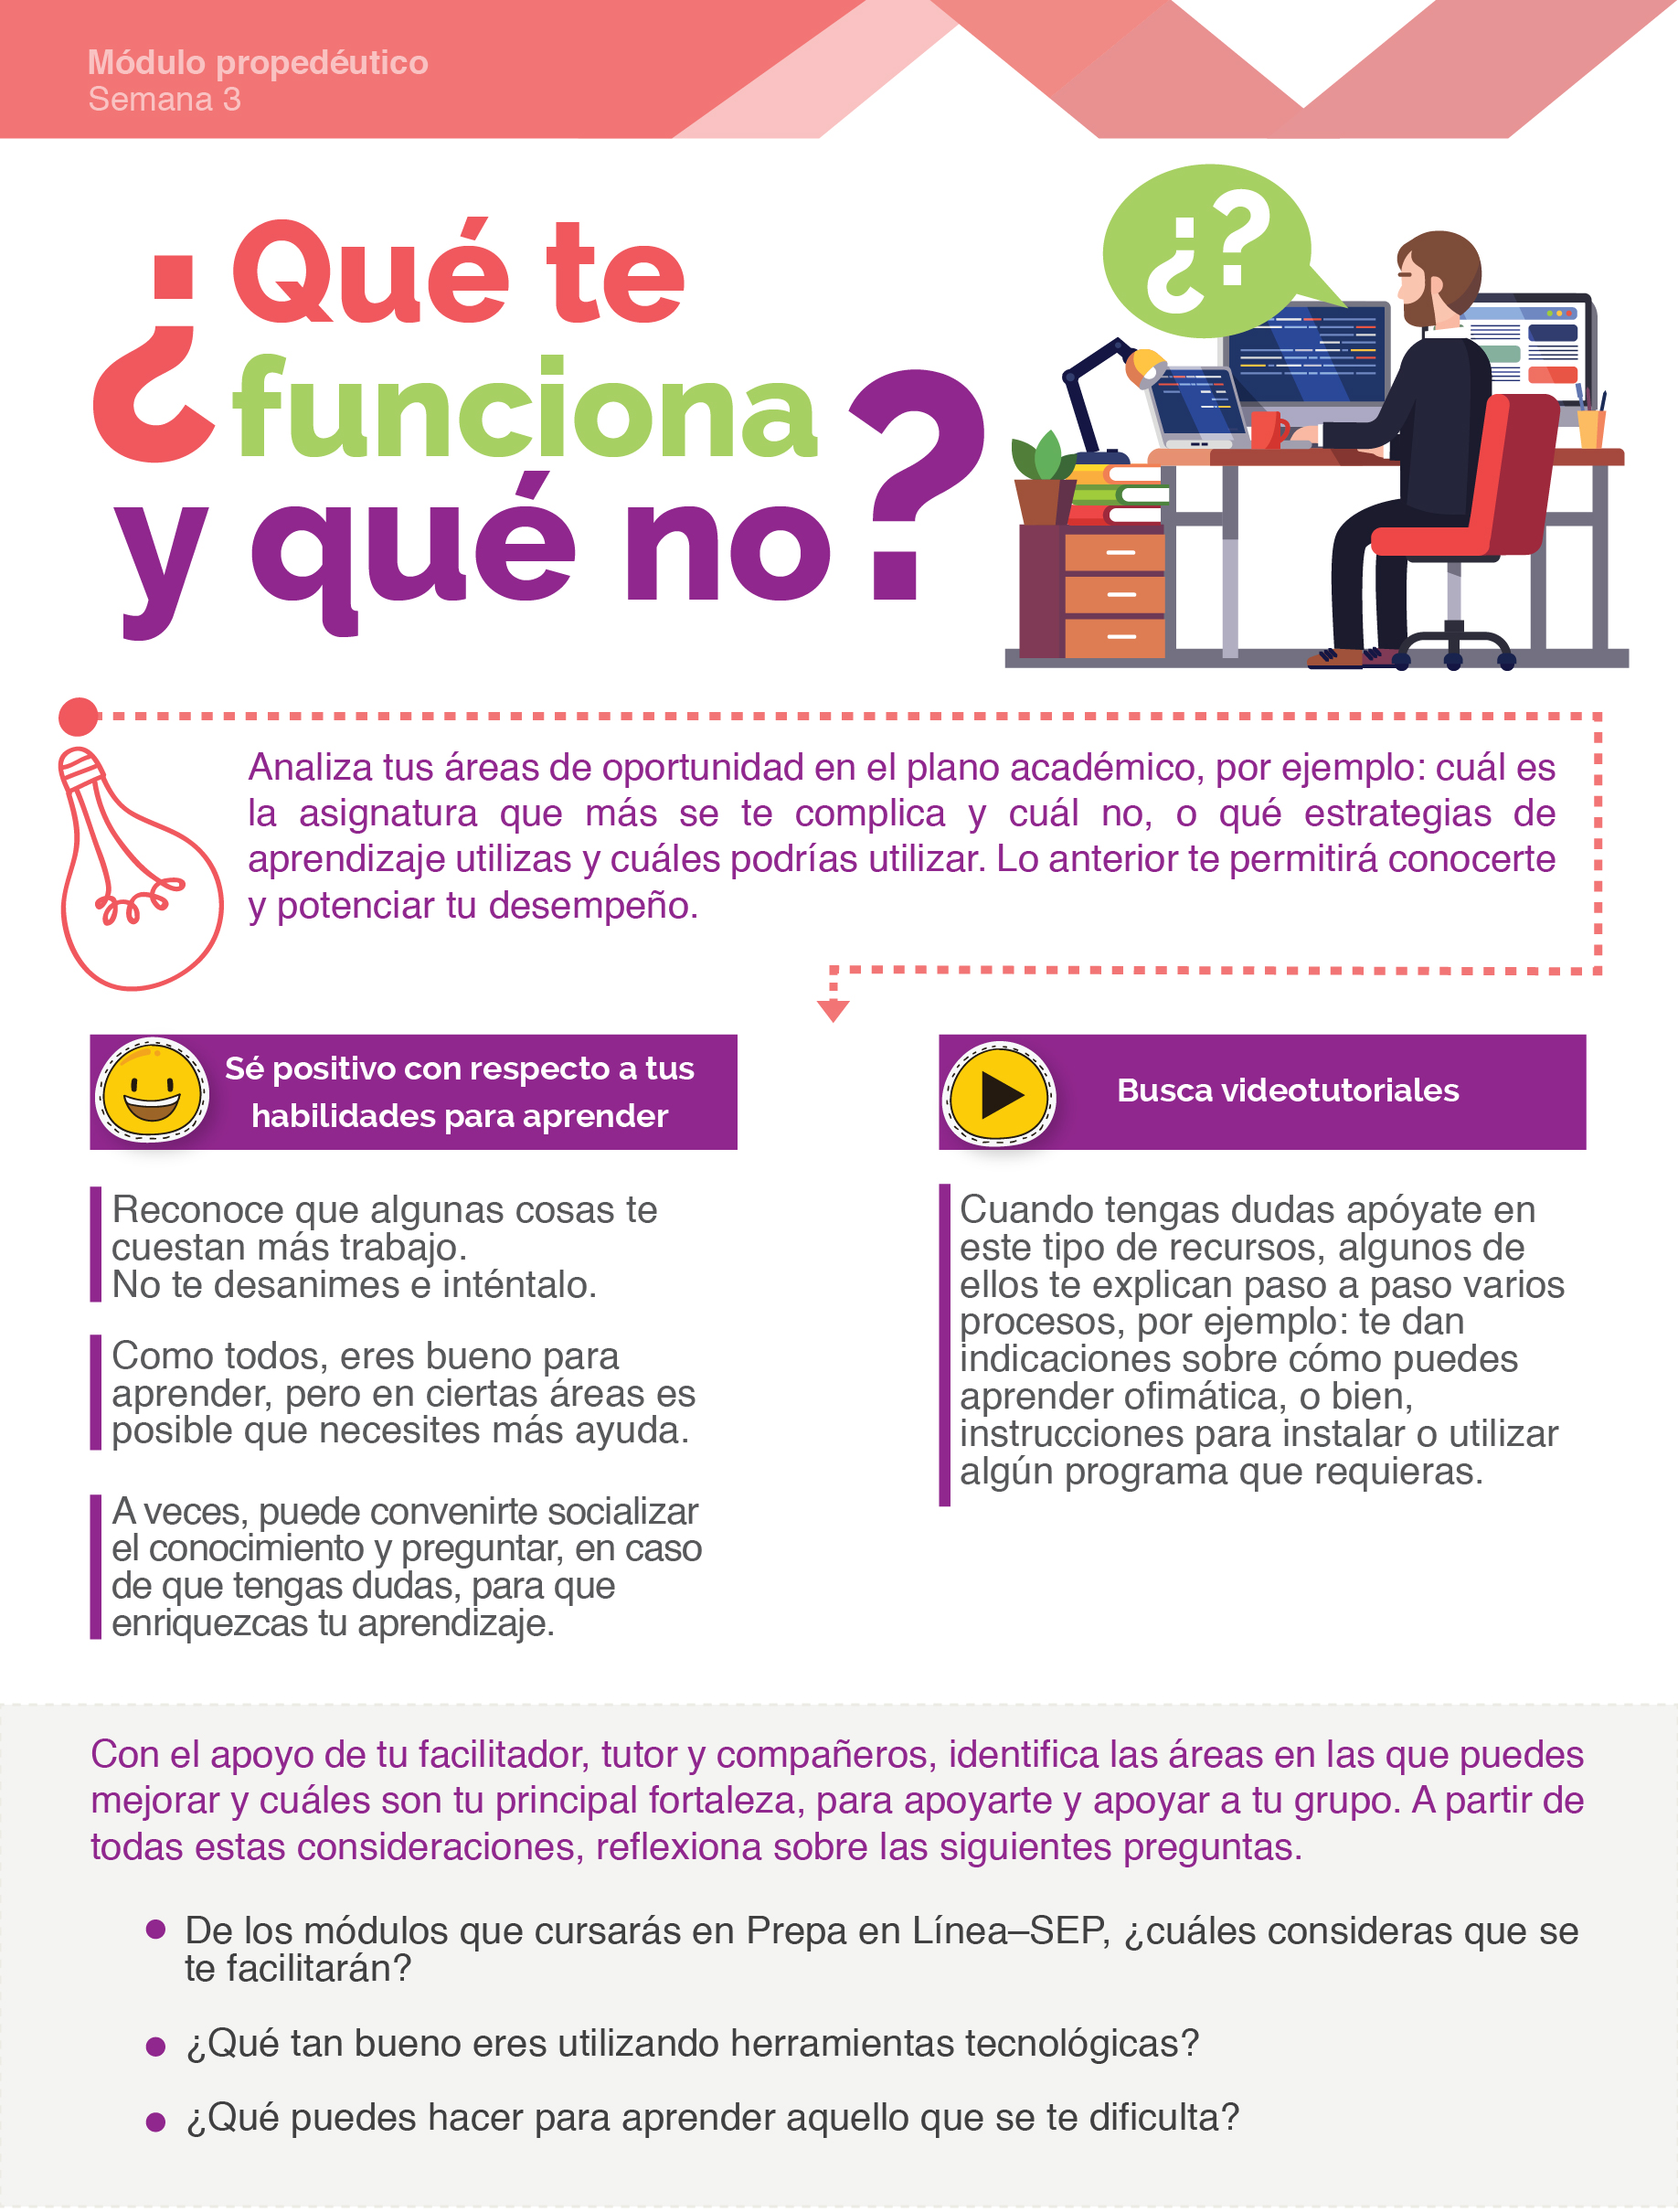 Módulo propedéutico
Semana 3
¿Qué te
funciona
y qué no?
¿?
Analiza tus áreas de oportunidad en el plano académico, por ejemplo: cuál es
la asignatura que más se te complica y cuál no, o qué estrategias de
aprendizaje utilizas y cuáles podrías utilizar. Lo anterior te permitirá conocerte
y potenciar tu desempeño.
Sé positivo con respecto a tus
habilidades para aprender
Reconoce que algunas cosas te
cuestan más trabajo.
No te desanimes e inténtalo.
Como todos, eres bueno para
aprender, pero en ciertas áreas es
posible que necesites más ayuda.
A veces, puede convenirte socializar
el conocimiento y preguntar, en caso
de que tengas dudas, para que
enriquezcas tu aprendizaje.
Busca videotutoriales
Cuando tengas dudas apóyate en
este tipo de recursos, algunos de
ellos te explican paso a paso varios
procesos, por ejemplo: te dan
indicaciones sobre cómo puedes
aprender ofimática, o bien,
instrucciones para instalar o utilizar
algún programa que requieras.
Con el apoyo de tu facilitador, tutor y compañeros, identifica las áreas en las que puedes
mejorar y cuáles son tu principal fortaleza, para apoyarte y apoyar a tu grupo. A partir de
todas estas consideraciones, reflexiona sobre las siguientes preguntas.
De los módulos que cursarás en Prepa en Línea–SEP, ¿cuáles consideras que se
te facilitarán?
¿Qué tan bueno eres utilizando herramientas tecnológicas?
¿Qué puedes hacer para aprender aquello que se te dificulta?